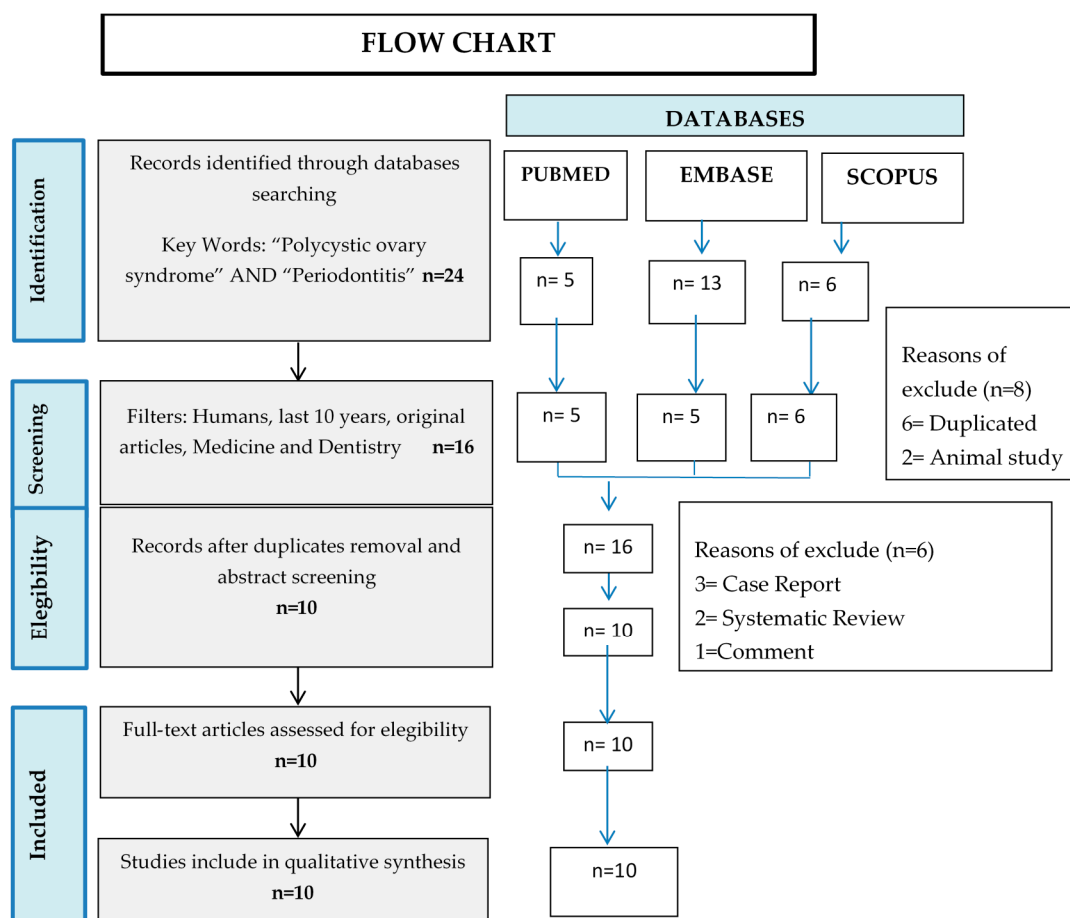 FLOW CHART
DATABASES
Identification
Records identified through databases
searching
Key Words: “Polycystic ovary
syndrome” AND “Periodontitis” n=24
PUBMED
EMBASE
SCOPUS
n= 5
n= 13
n= 6
Reasons of
exclude (n=8)
6= Duplicated
2= Animal study
Screening
Filters: Humans, last 10 years, original
articles, Medicine and Dentistry n=16
n= 5
n= 5
n= 6
Elegibility
Records after duplicates removal and
abstract screening
n=10
n= 16
n= 10
Reasons of exclude (n=6)
3= Case Report
2= Systematic Review
1=Comment
Included
Full-text articles assessed for elegibility
n=10
n= 10
Studies include in qualitative synthesis
n=10
n=10